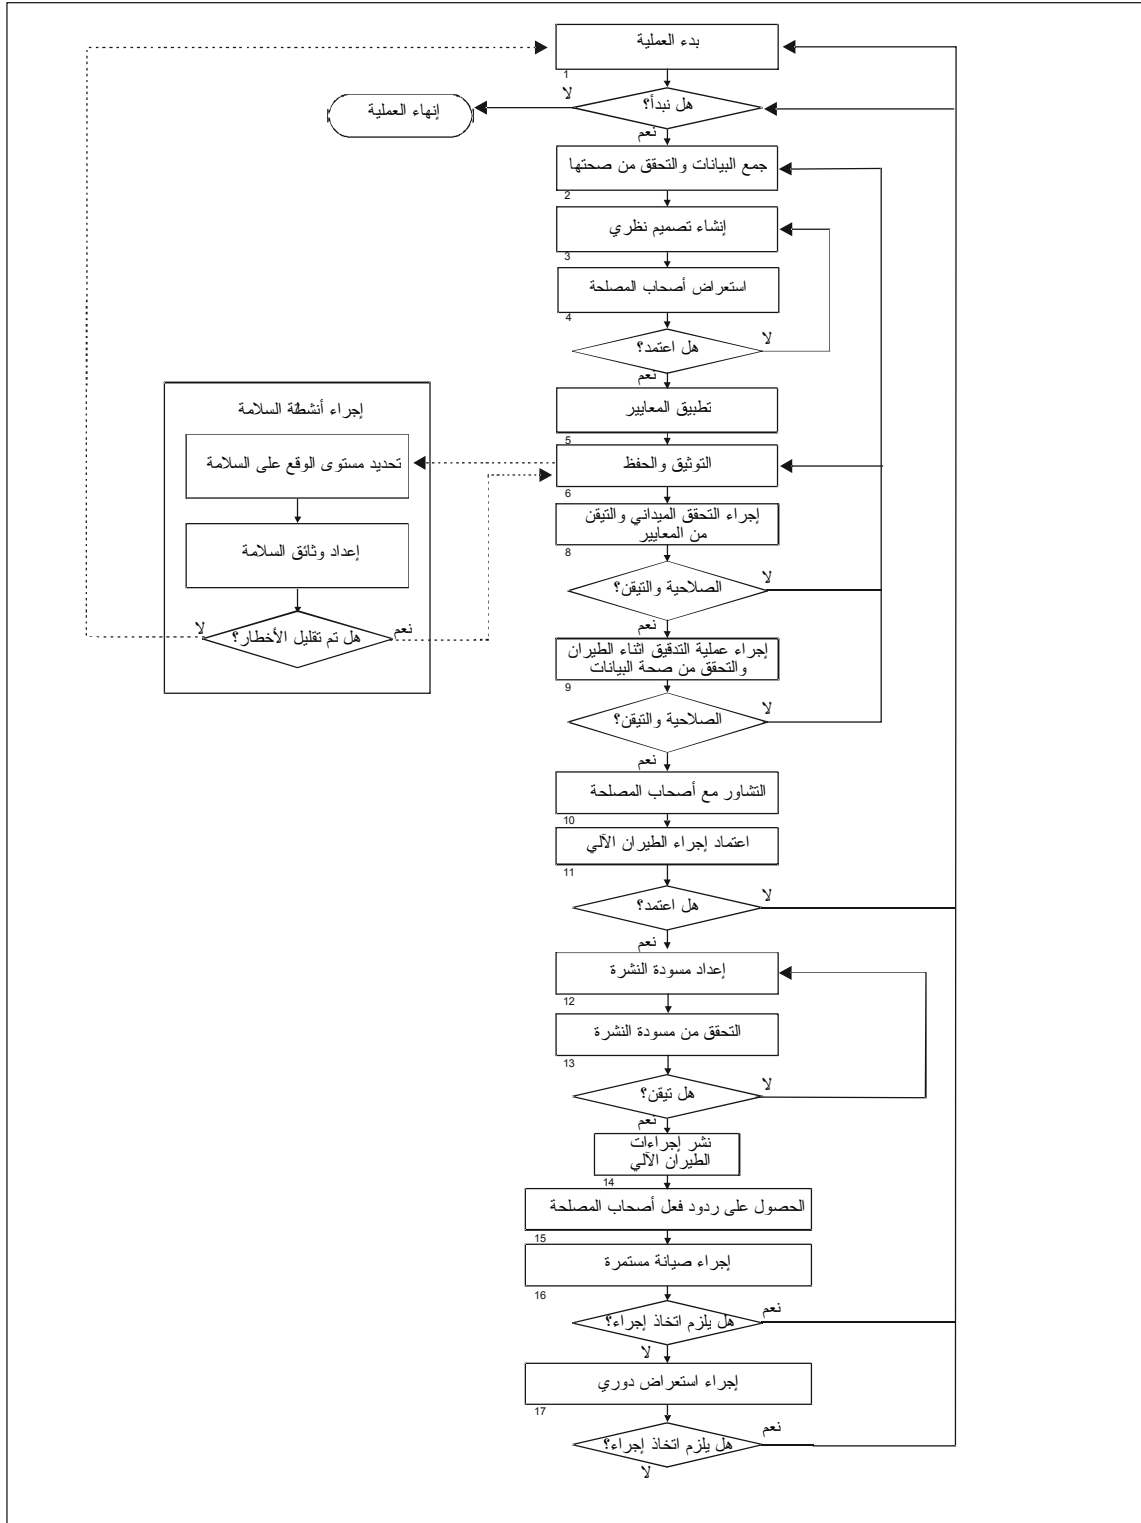 بدء العملية
1
هل نبدأ؟
لا
إنهاء العملية
نعم
جمع البيانات والتحقق من صحتها
2
إنشاء تصميم نظري
3
استعراض أصحاب المصلحة
4
هل اعتمد؟
لا
نعم
تطبيق المعايير
5
التوثيق والحفظ
6
إجراء أنشطة السلامة
7
تحديد مستوى الوقع على السلامة
إعداد وثائق السلامة
هل تم تقليل الأخطار؟
نعم
لا
إجراء التحقق الميداني والتيقن
من المعايير
8
الصلاحية والتيقن؟
لا
نعم
إجراء عملية التدقيق اثناء الطيران
والتحقق من صحة البيانات
9
الصلاحية والتيقن؟
لا
نعم
التشاور مع أصحاب المصلحة
10
اعتماد إجراء الطيران الآلي
11
هل اعتمد؟
لا
نعم
إعداد مسودة النشرة
12
التحقق من مسودة النشرة
13
هل تيقن؟
لا
نعم
نشر إجراءات
الطيران الآلي
14
الحصول على ردود فعل أصحاب المصلحة
15
إجراء صيانة مستمرة
16
هل يلزم اتخاذ إجراء؟
نعم
لا
إجراء استعراض دوري
17
هل يلزم اتخاذ إجراء؟
نعم
لا